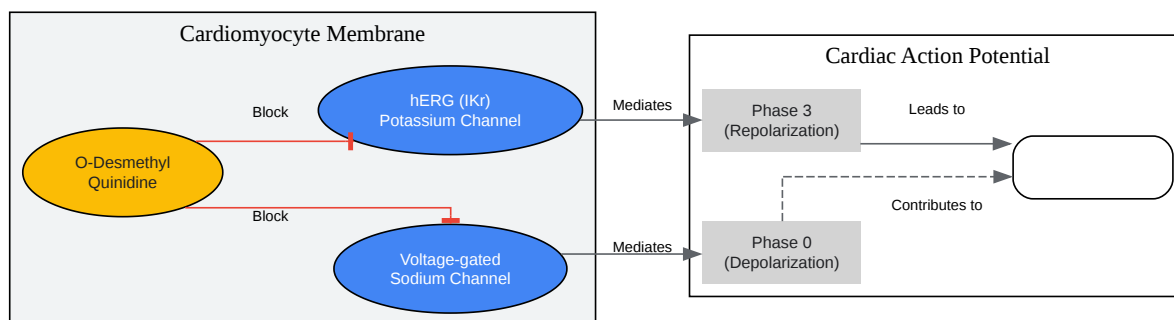 Cardiomyocyte Membrane
Cardiac Action Potential
hERG (IKr)
Potassium Channel
Block
Mediates
Phase 3
(Repolarization)
Leads to
O-Desmethyl
Quinidine
Block
Contributes to
Voltage-gated
Sodium Channel
Mediates
Phase 0
(Depolarization)